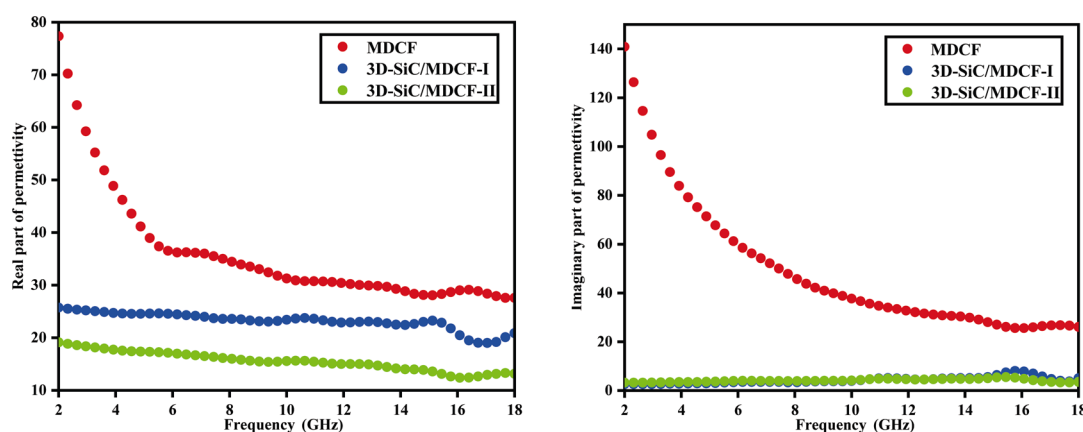 80
70
60
50
40
30
20
10
Real part of permettivity
MDCF
3D-SiC/MDCF-I
3D-SiC/MDCF-II
2 4 6 8 10 12 14 16 18
Frequency (GHz)
140
120
100
80
60
40
20
0
Imaginary part of permettivity
MDCF
3D-SiC/MDCF-I
3D-SiC/MDCF-II
2 4 6 8 10 12 14 16 18
Frequency (GHz)